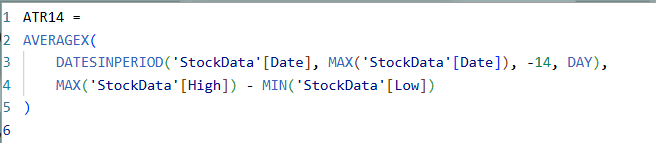 1 ATR14 =
2 AVERAGEX(
3 DATESINPERIOD('StockData'[Date], MAX('StockData'[Date]), -14, DAY),
4 MAX('StockData'[High]) - MIN('StockData'[Low])
5 )
6